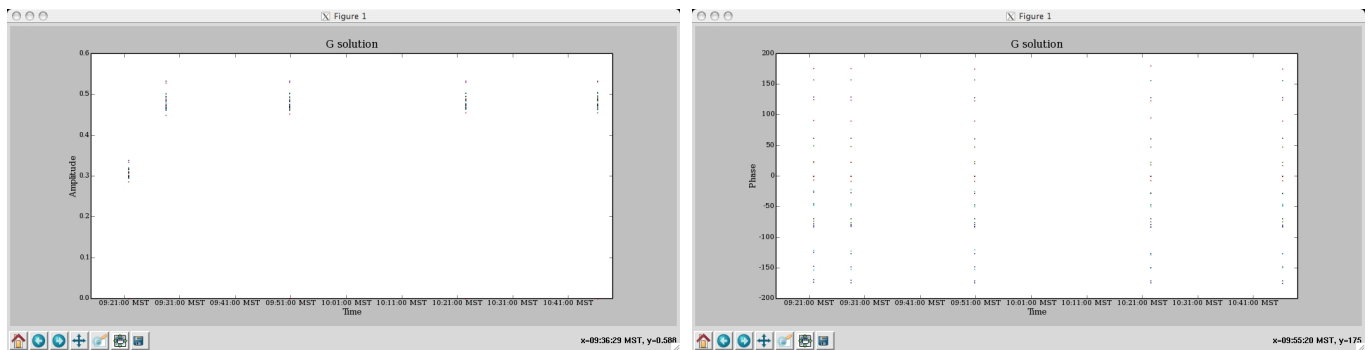 Figure 1
G solution
0.6
0.5
0.4
0.3
0.2
0.1
0.0
Amplitude
09:21:00 MST 09:31:00 MST 09:41:00 MST 09:51:00 MST 10:01:00 MST 10:11:00 MST 10:21:00 MST 10:31:00 MST 10:41:00 MST
Time
x=09:36:29 MST, y=0.588
Figure 1
G solution
200
150
100
50
0
-50
-100
-150
-200
Phase
09:21:00 MST 09:31:00 MST 09:41:00 MST 09:51:00 MST 10:01:00 MST 10:11:00 MST 10:21:00 MST 10:31:00 MST 10:41:00 MST
Time
x=09:55:20 MST, y=175